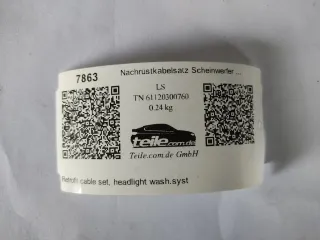 7863
Nachrüstkabelsatz Scheinwerfer ...
LS
TN 61120300760
0.24 kg
teile.com.de
Teile.com.de GmbH
Retrofit cable set, headlight wash.syst